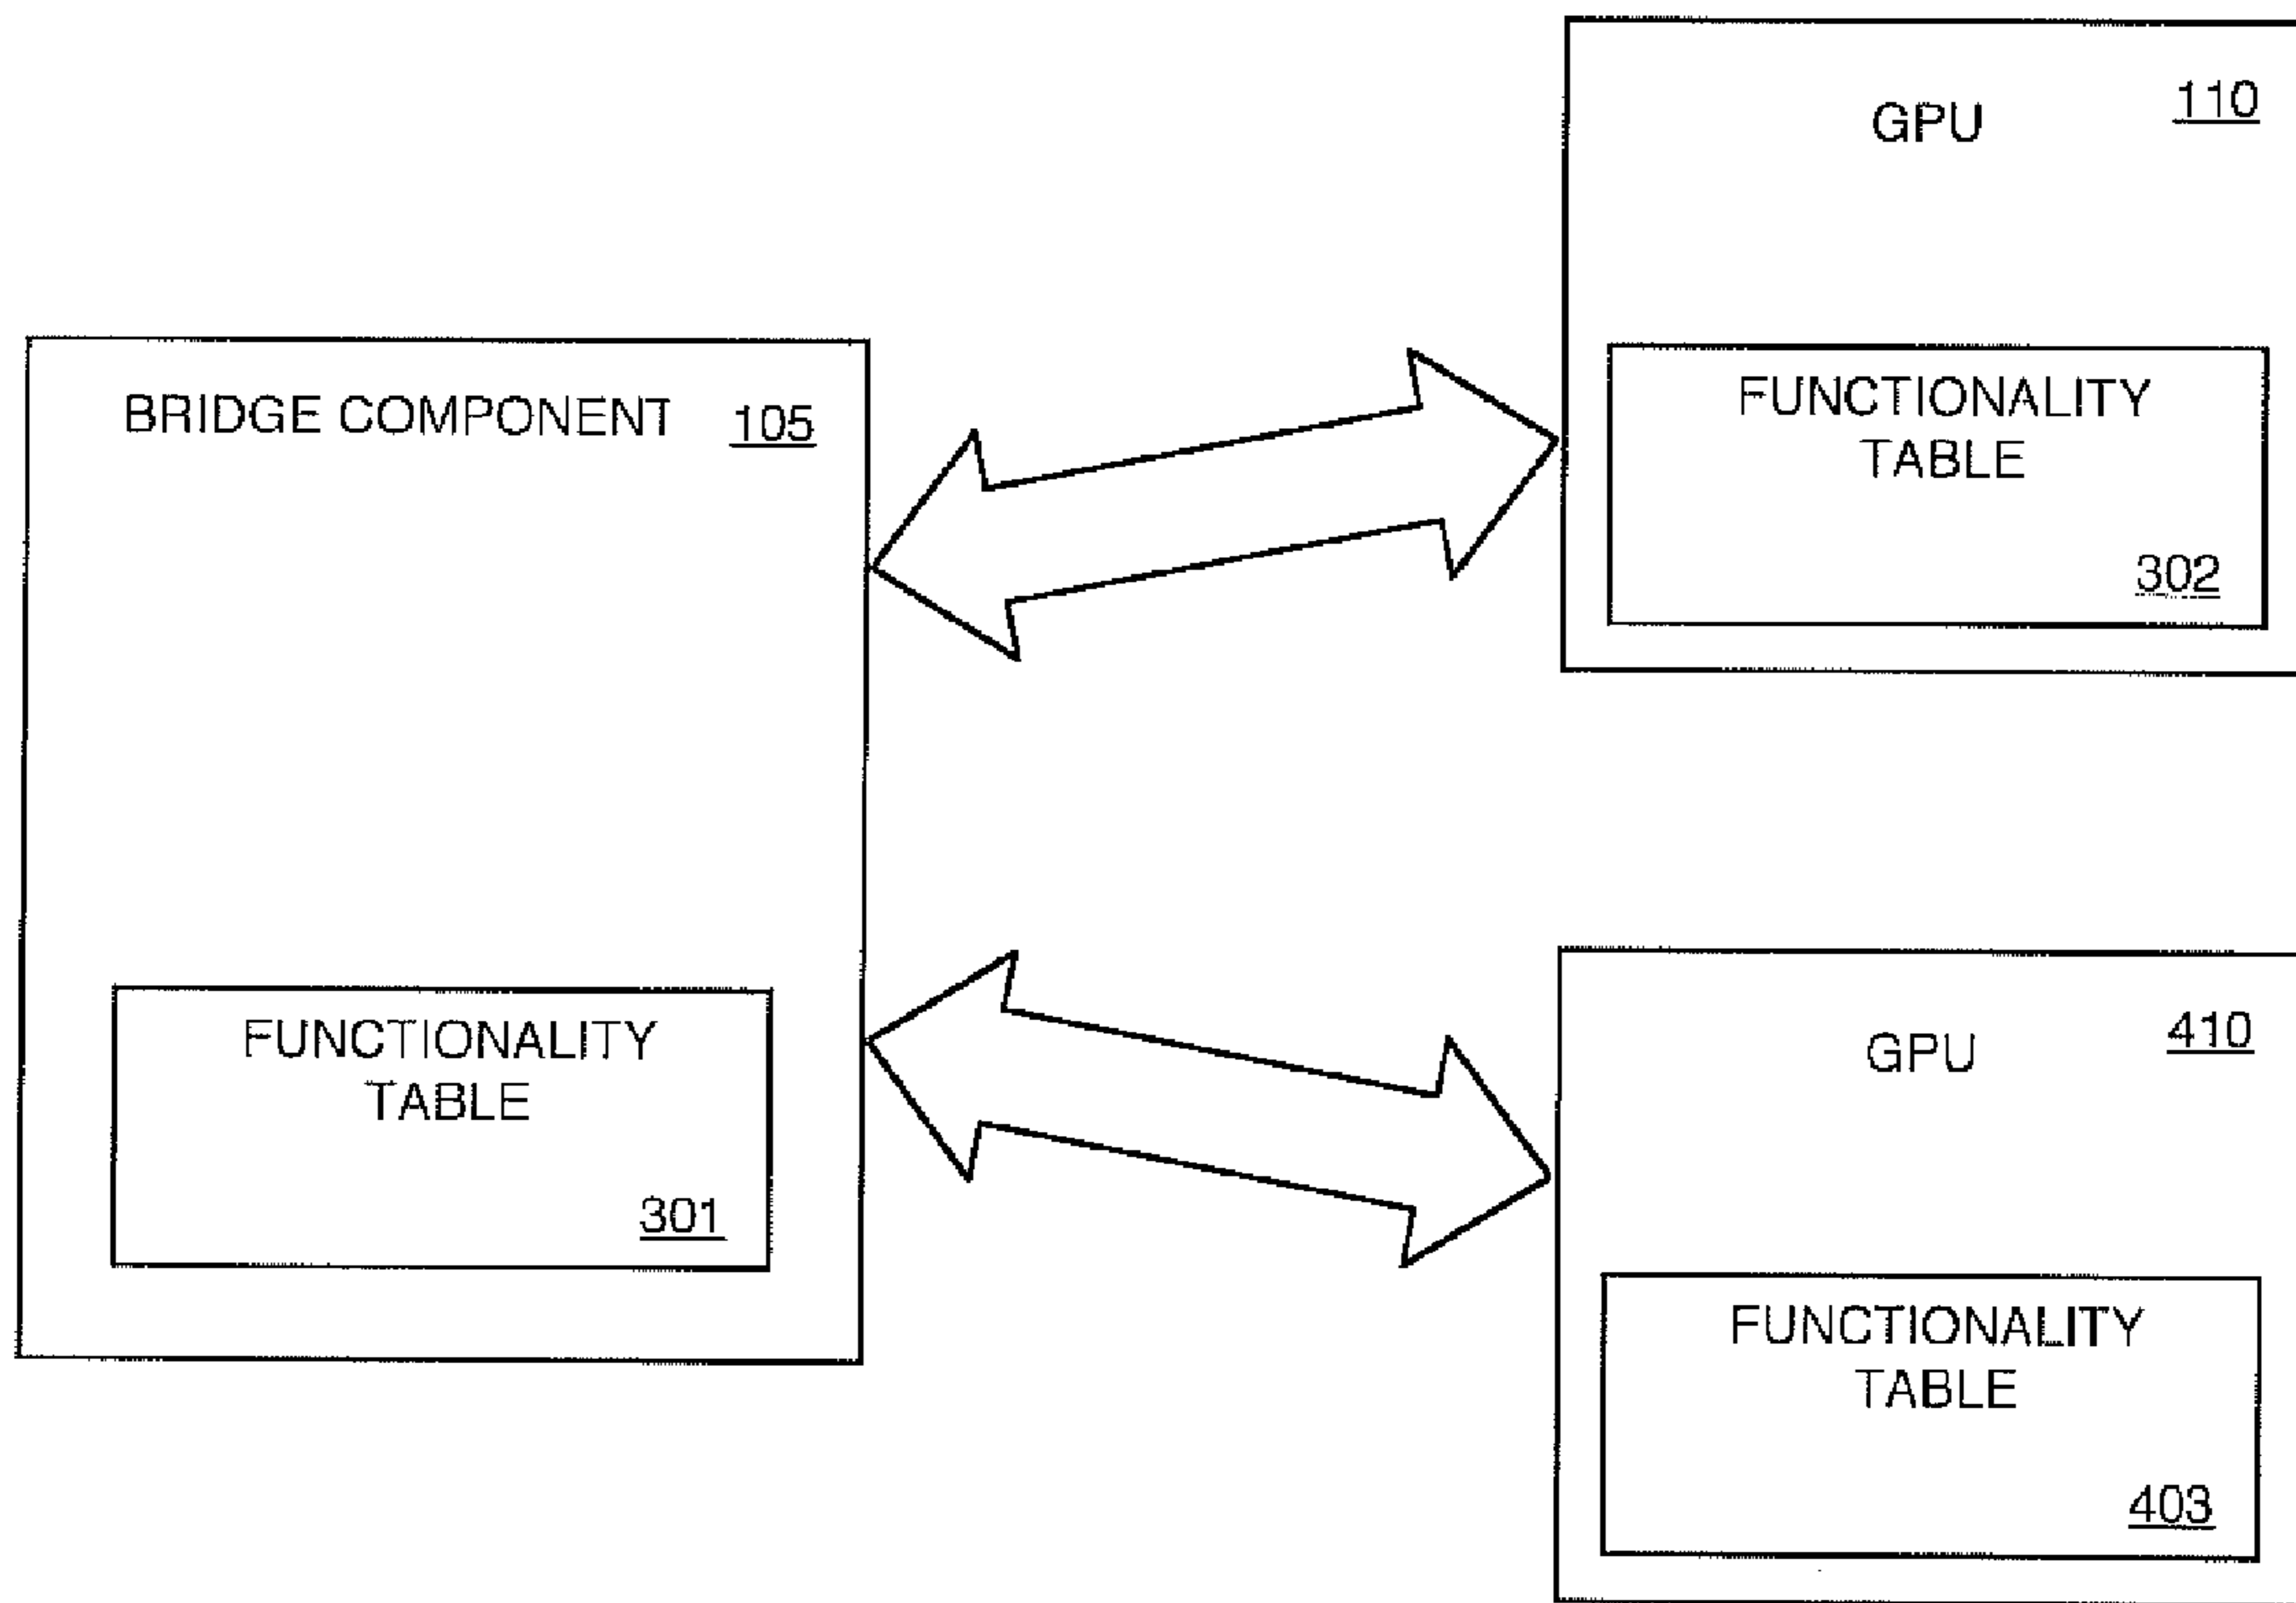 BRIDGE COMPONENT 105
FUNCTIONALITY
TABLE
301
GPU 110
FUNCTIONALITY
TABLE
302
GPU 410
FUNCTIONALITY
TABLE
403